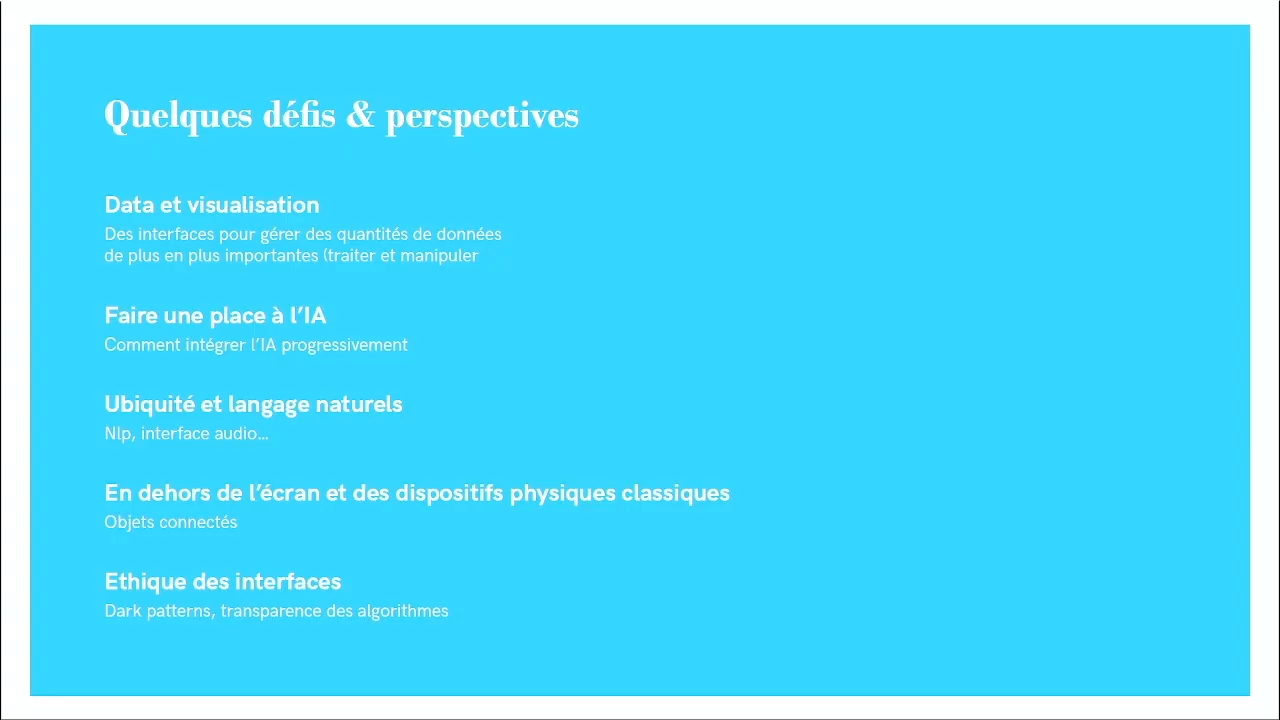 Quelques défis & perspectives
Data et visualisation
Des interfaces pour gérer des quantités de données
de plus en plus importantes (traiter et manipuler
Faire une place à l’IA
Comment intégrer l’IA progressivement
Ubiquité et langage naturels
Nlp, interface audio…
En dehors de l’écran et des dispositifs physiques classiques
Objets connectés
Ethique des interfaces
Dark patterns, transparence des algorithmes